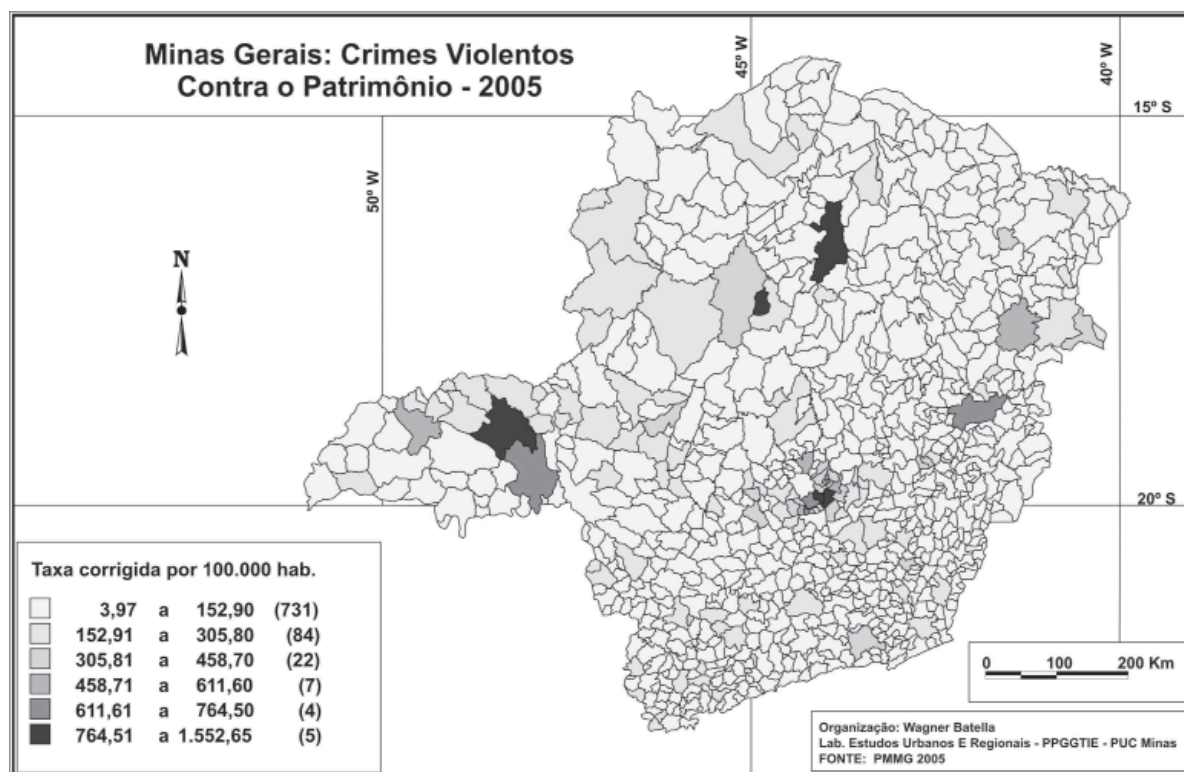 Minas Gerais: Crimes Violentos
Contra o Patrimônio - 2005
45º W
40º W
15º S
50º W
N
20º S
Taxa corrigida por 100.000 hab.
3,97 a 152,90 (731)
152,91 a 305,80 (84)
305,81 a 458,70 (22)
458,71 a 611,60 (7)
611,61 a 764,50 (4)
764,51 a 1.552,65 (5)
0 100 200 Km
Organização: Wagner Batella
Lab. Estudos Urbanos E Regionais - PPGGTIE - PUC Minas
FONTE: PMMG 2005